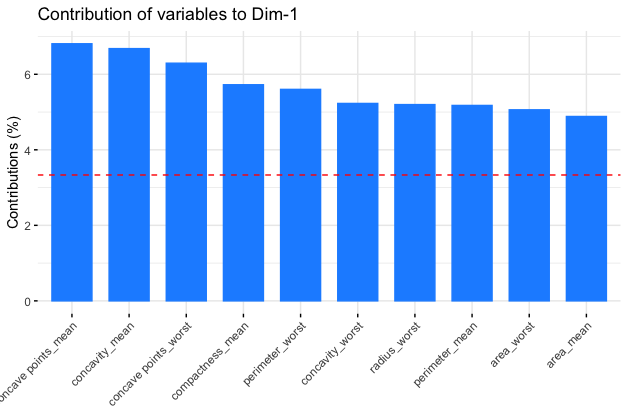 Contribution of variables to Dim-1
Contributions (%)
6
4
2
0
oncave points_mean
concavity_mean
concave points_worst
compactness_mean
perimeter_worst
concavity_worst
radius_worst
perimeter_mean
area_worst
area_mean